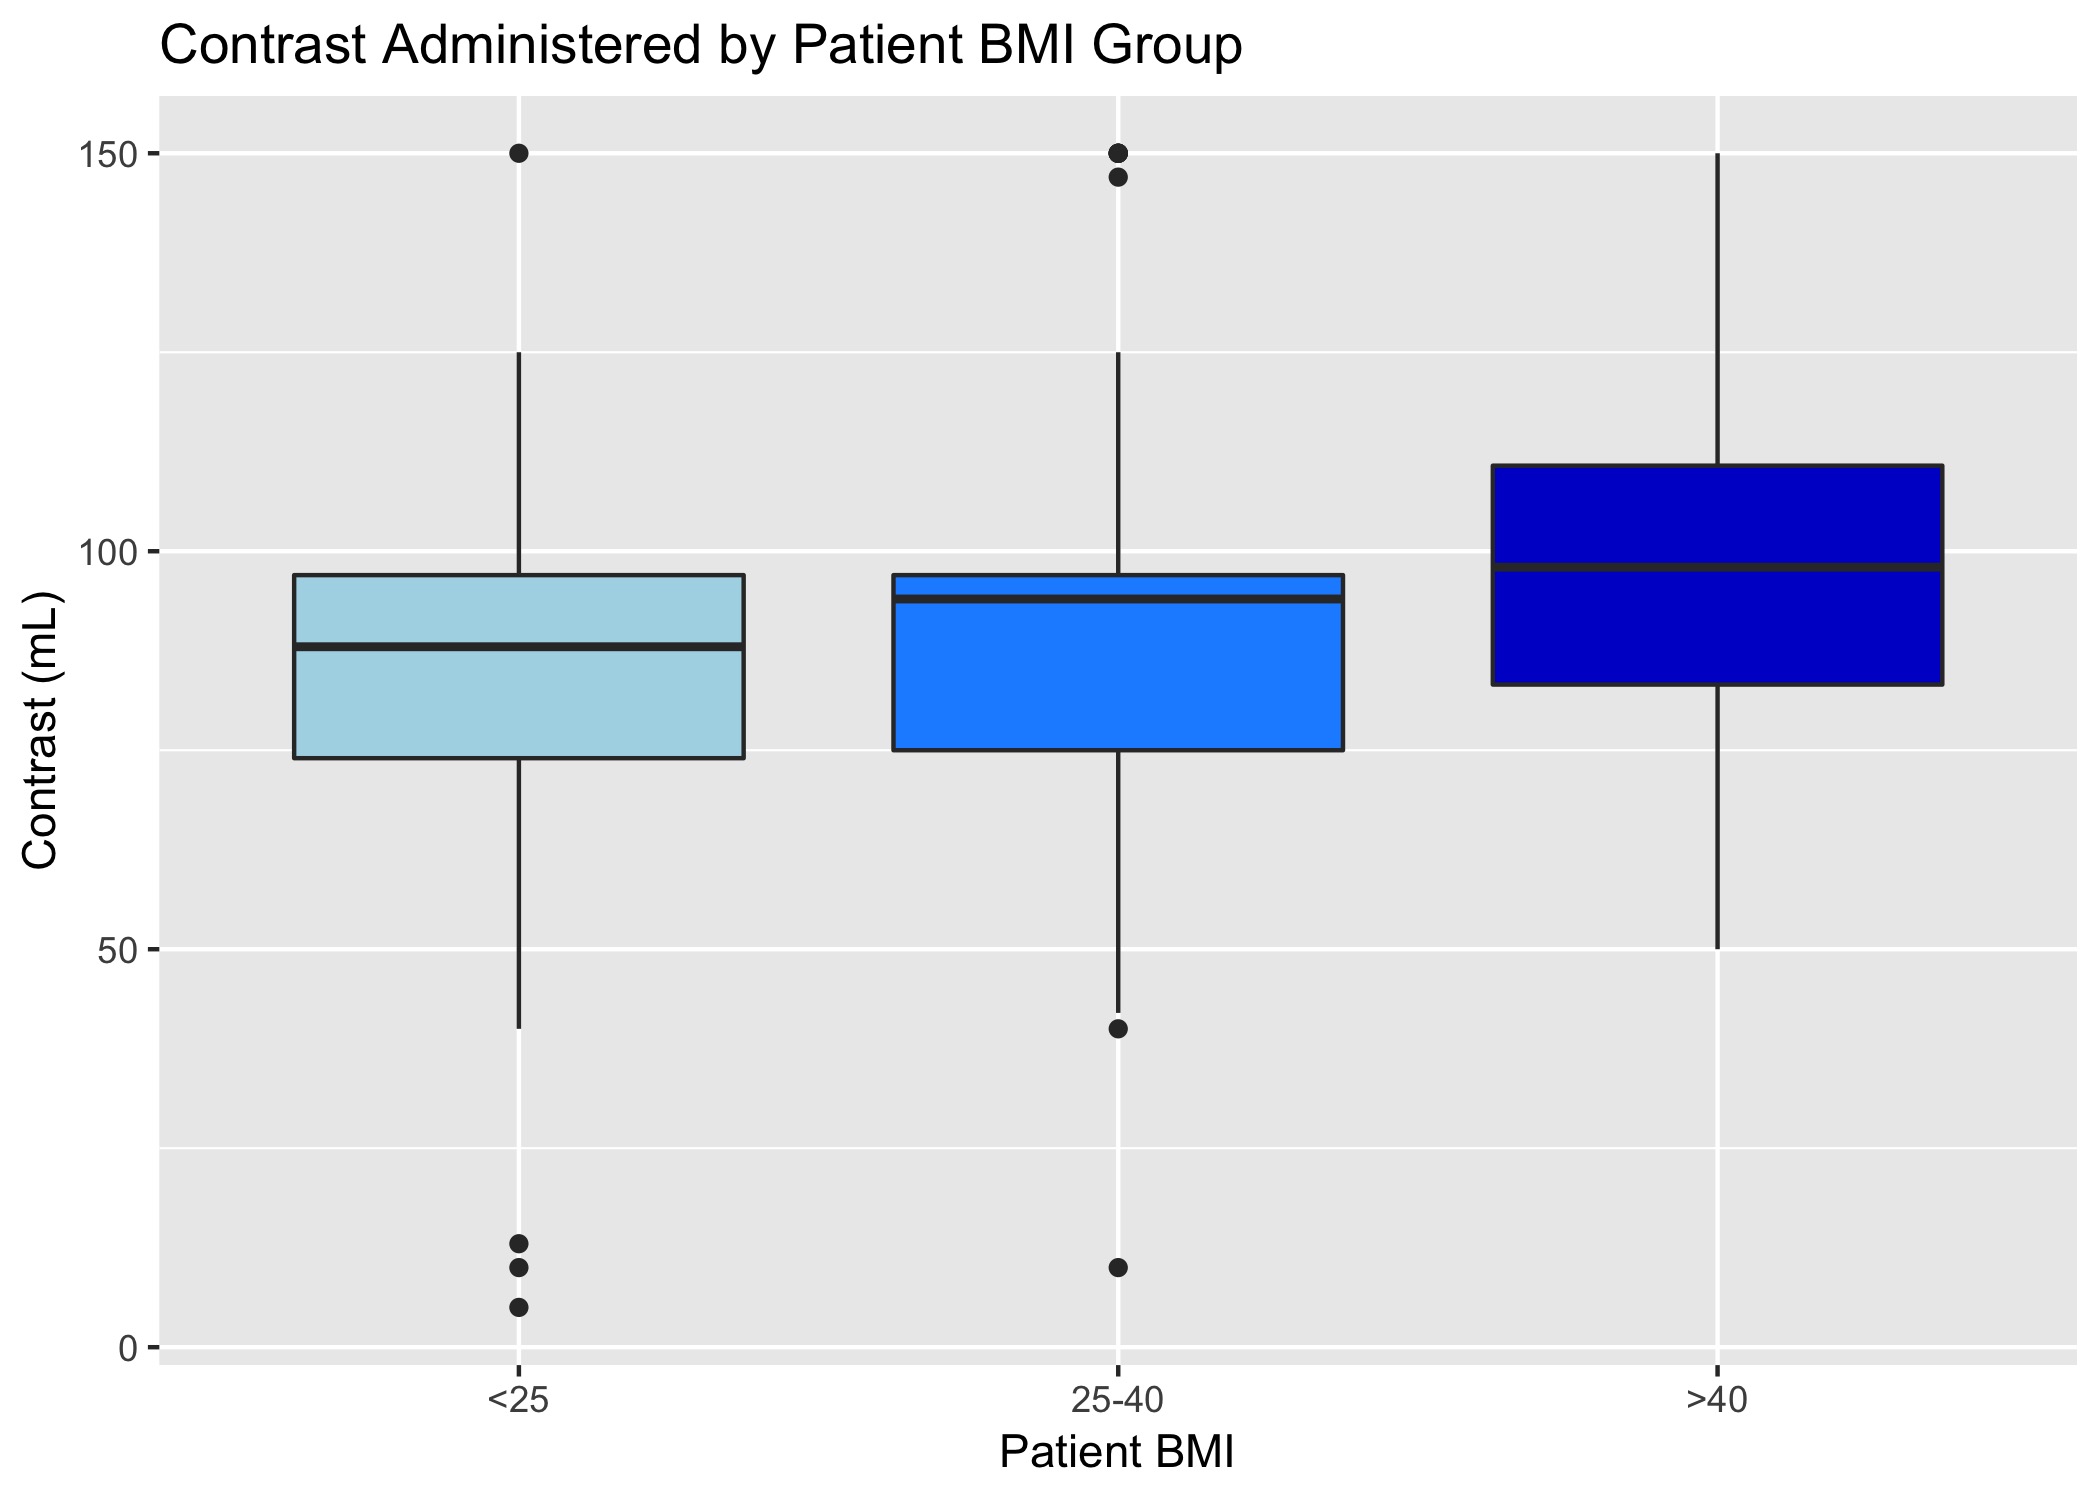 Contrast Administered by Patient BMI Group
Contrast (mL)
150
100
50
0
<25
25-40
>40
Patient BMI